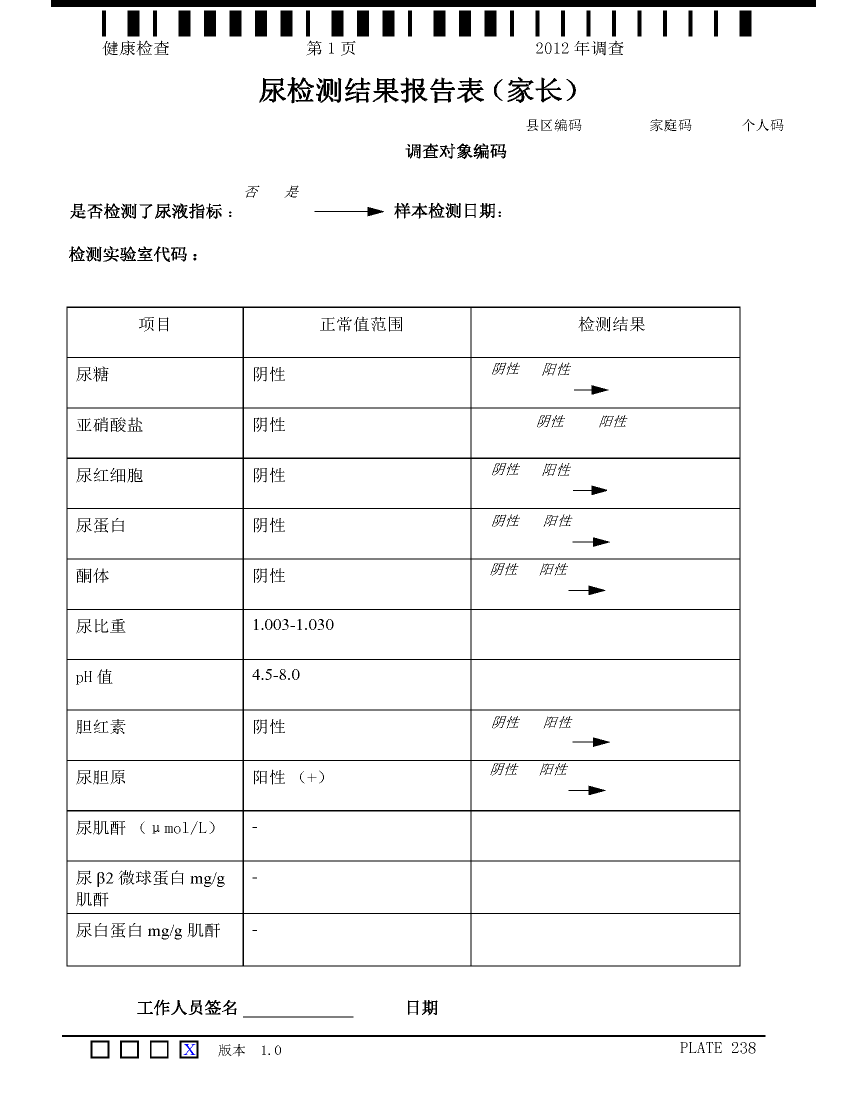 健康检查 第 1 页 2012 年调查
尿检测结果报告表（家长）
县区编码 家庭码 个人码
调查对象编码
否 是
是否检测了尿液指标： 样本检测日期：
检测实验室代码：
项目 正常值范围 检测结果
尿糖 阴性 阴性 阳性
亚硝酸盐 阴性 阴性 阳性
尿红细胞 阴性 阴性 阳性
尿蛋白 阴性 阴性 阳性
酮体 阴性 阴性 阳性
尿比重 1.003-1.030
pH 值 4.5-8.0
胆红素 阴性 阴性 阳性
尿胆原 阳性 （+） 阴性 阳性
尿肌酐 （μmol/L） -
尿 β2 微球蛋白 mg/g -
肌酐
尿白蛋白 mg/g 肌酐 -
工作人员签名 日期
X 版本 1.0 PLATE 238